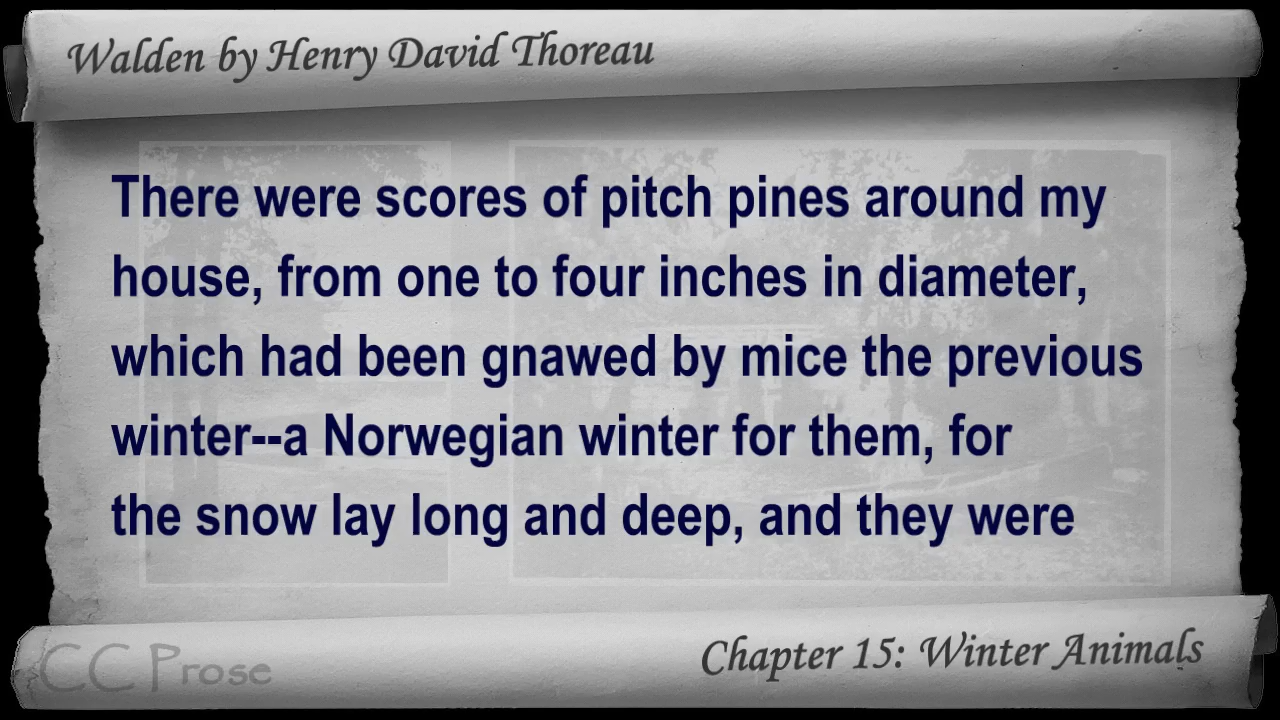 Walden by Henry David Thoreau
There were scores of pitch pines around my
house, from one to four inches in diameter,
which had been gnawed by mice the previous
winter--a Norwegian winter for them, for
the snow lay long and deep, and they were
CC Prose
Chapter 15: Winter Animals